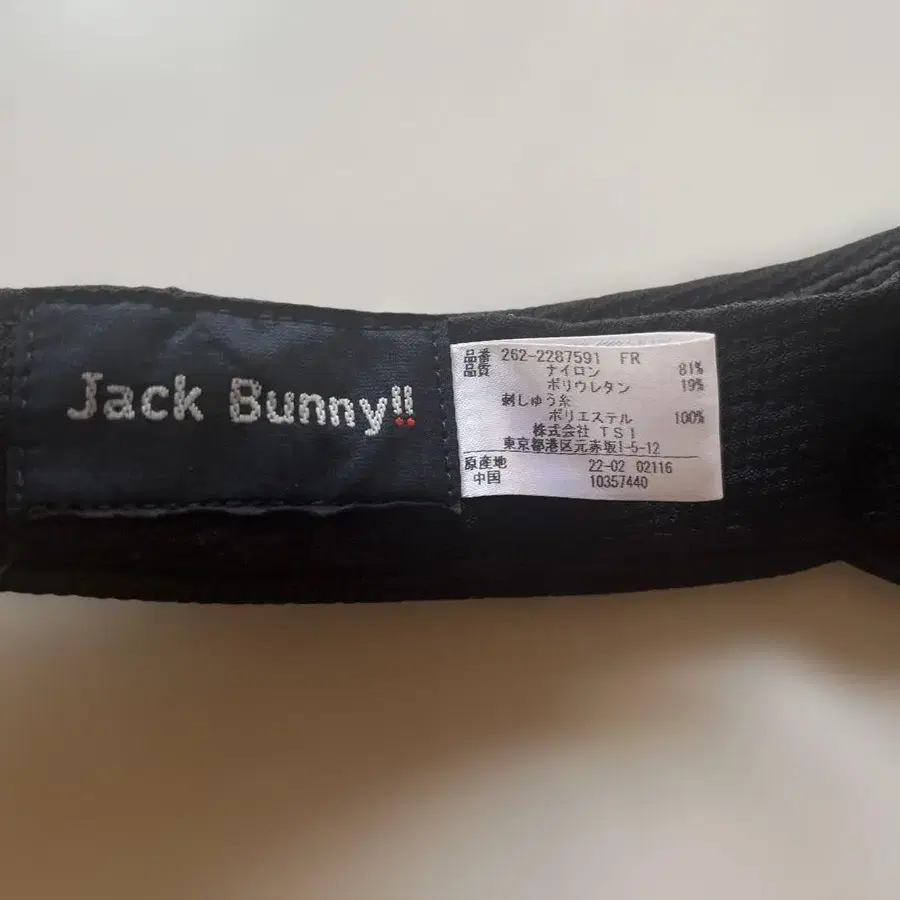 Jack Bunny!!
品番 262-2287591 FR
品質 ナイロン 81%
ポリウレタン 19%
刺しゅう糸
ポリエステル 100%
株式会社 TSI
東京都港区元赤坂1-5-12
原産地 22-02 02116
中国 10357440